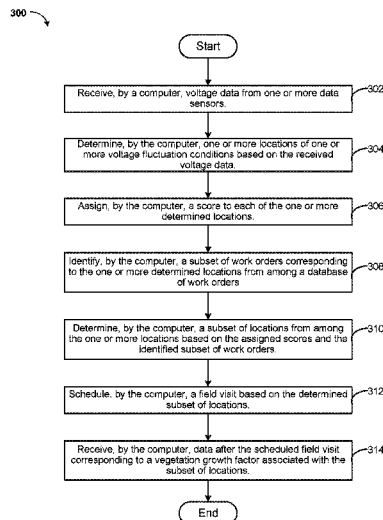 300
Start
Receive, by a computer, voltage data from one or more data
sensors.
302
Determine, by the computer, one or more locations of one or
more voltage fluctuation conditions based on the received
voltage data.
304
Assign, by the computer, a score to each of the one or more
determined locations.
306
Identify, by the computer, a subset of work orders corresponding
to the one or more determined locations from among a database
of work orders
308
Determine, by the computer, a subset of locations from among
the one or more locations based on the assigned scores and the
identified subset of work orders.
310
Schedule, by the computer, a field visit based on the determined
subset of locations.
312
Receive, by the computer, data after the scheduled field visit
corresponding to a vegetation growth factor associated with the
subset of locations.
314
End